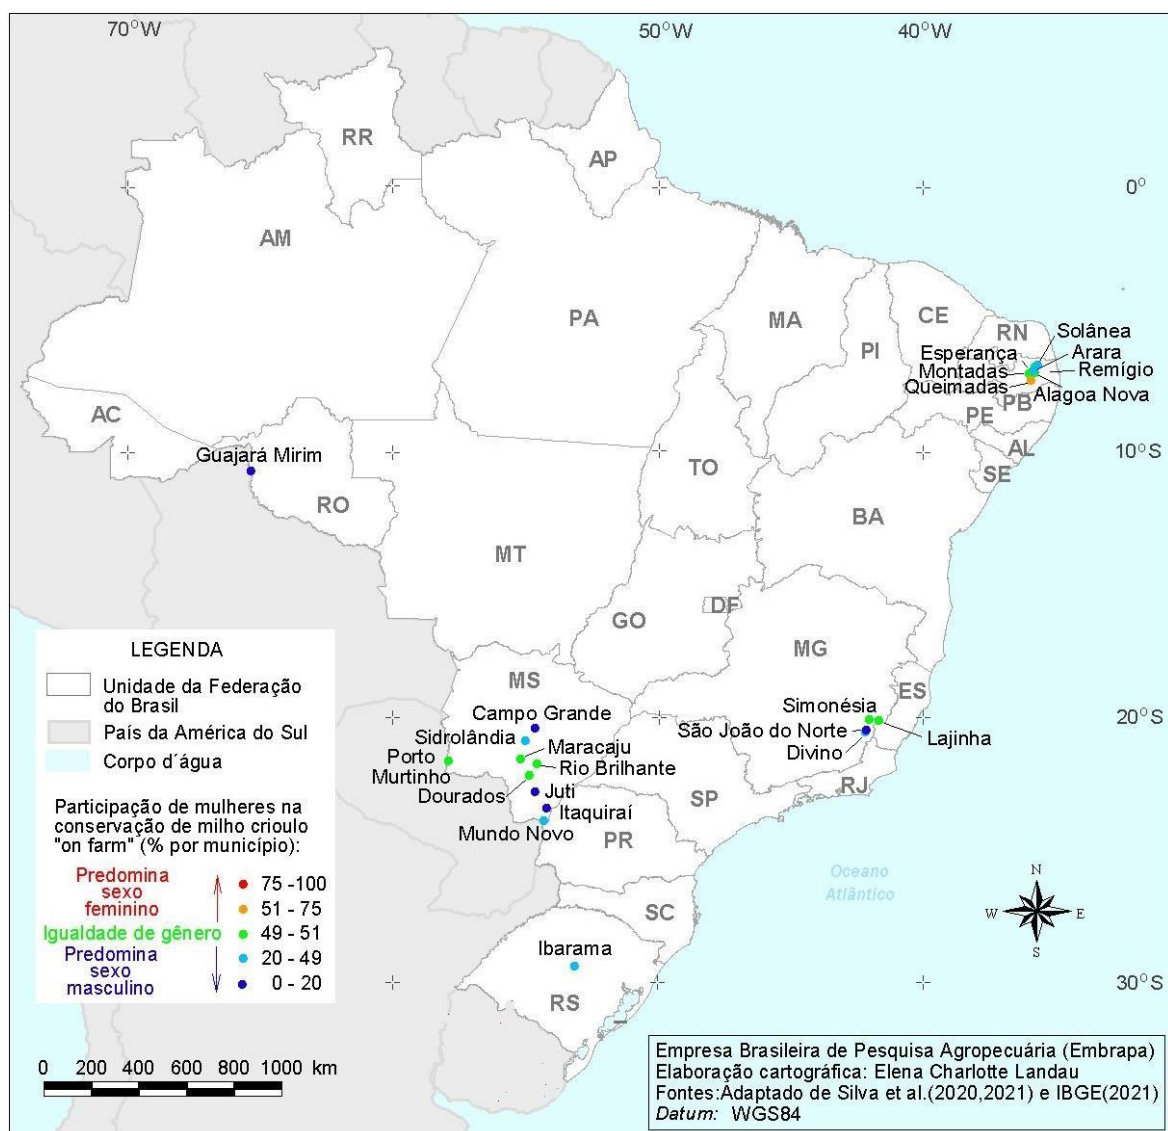 70°W
50°W
40°W
RR
AP
0°
AM
PA
MA
CE
RN
PI
Solânea
Esperança
Arara
Montadas
Remígio
Queimadas
Alagoa Nova
PB
PE
AC
AL
10°S
Guajará Mirim
TO
SE
RO
BA
MT
DF
GO
LEGENDA
MG
Unidade da Federação
do Brasil
MS
ES
País da América do Sul
Campo Grande
Simonésia
20°S
São João do Norte
Sidrolândia
Lajinha
Divino
Corpo d´água
Maracaju
Porto
Murtinho
Rio Brilhante
Dourados
RJ
Juti
SP
Itaquiraí
Mundo Novo
PR
Participação de mulheres na
conservação de milho crioulo
"on farm" (% por município):
Predomina
sexo
feminino
75 -100
51 - 75
Igualdade de gênero
49 - 51
Predomina
sexo
masculino
20 - 49
0 - 20
Oceano
Atlântico
N
W
E
S
SC
Ibarama
RS
30°S
0 200 400 600 800 1000 km
Empresa Brasileira de Pesquisa Agropecuária (Embrapa)
Elaboração cartográfica: Elena Charlotte Landau
Fontes:Adaptado de Silva et al.(2020,2021) e IBGE(2021)
Datum: WGS84